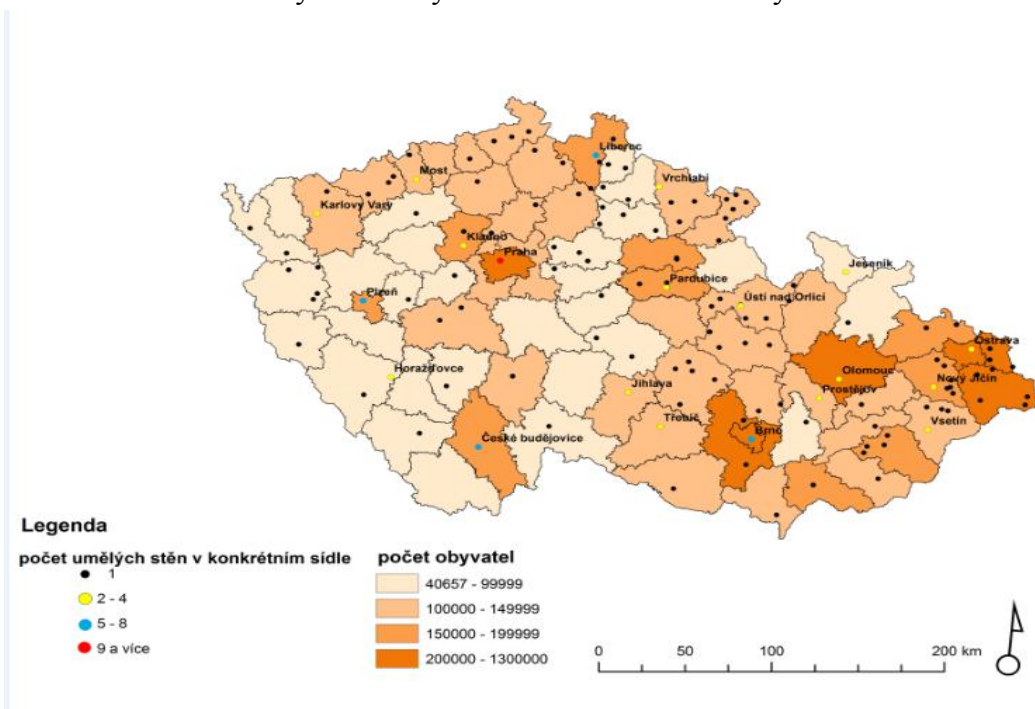 Liberec
Most
Vrchlabí
Karlovy Vary
Kladno
Praha
Jeseník
Plzeň
Pardubice
Ústí nad Orlicí
Ostrava
Horažďovce
Olomouc
Nový Jičín
Jihlava
Prostějov
Třebíč
Vsetín
České budějovice
Brno
Legenda
počet umělých stěn v konkrétním sídle
1
2 - 4
5 - 8
9 a více
počet obyvatel
40657 - 99999
100000 - 149999
150000 - 199999
200000 - 1300000
0 50 100 200 km